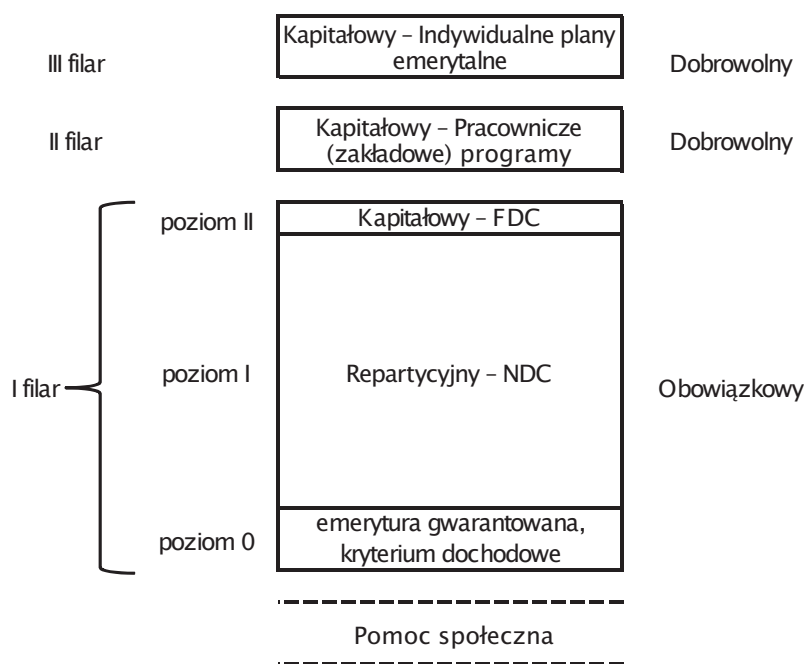 III filar
Kapitałowy – Indywidualne plany
emerytalne
Dobrowolny
II filar
Kapitałowy – Pracownicze
(zakładowe) programy
Dobrowolny
poziom II
Kapitałowy – FDC
I filar
poziom I
Repartycyjny – NDC
Obowiązkowy
poziom 0
emerytura gwarantowana,
kryterium dochodowe
Pomoc społeczna